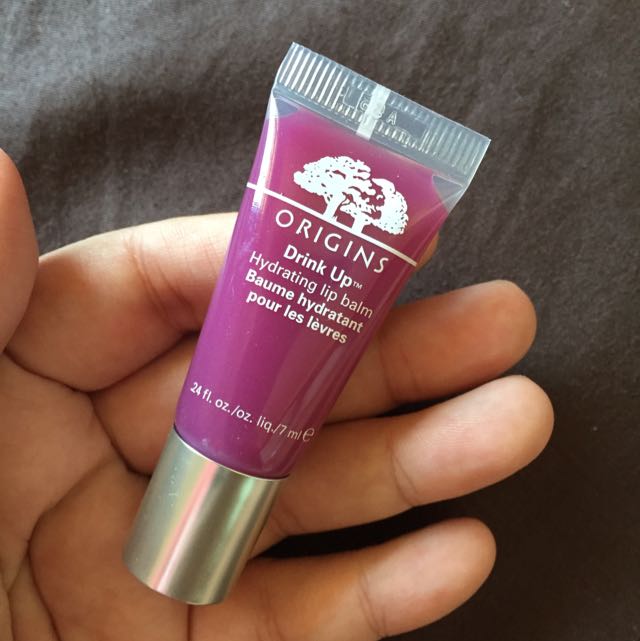 ORIGINS
Drink Up™
Hydrating lip balm
Baume hydratant
pour les lèvres
.24 fl. oz./oz. liq./7 ml ℮